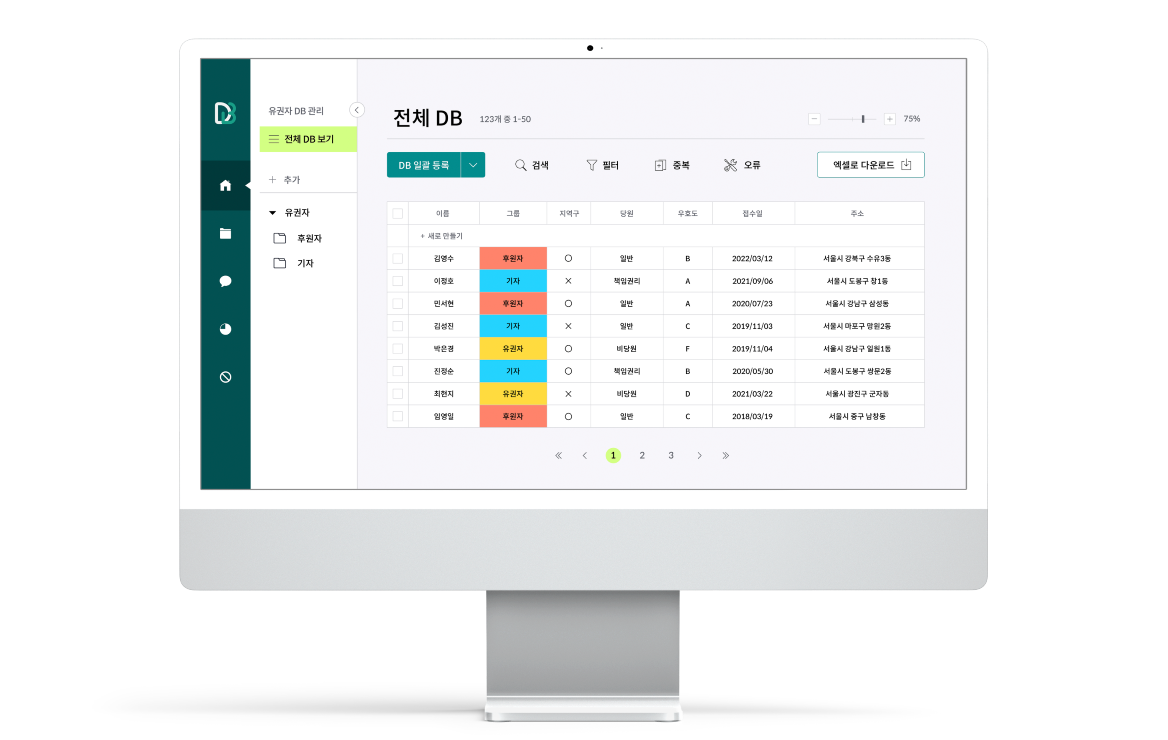 DB
유권자 DB 관리
전체 DB 보기
+ 추가
유권자
후원자
기자
전체 DB 123개 중 1-50
75%
DB 일괄 등록 검색 필터 중복 오류 엑셀로 다운로드
이름 그룹 지역구 당원 우호도 접수일 주소
+ 새로 만들기
김영수 후원자 O 일반 B 2022/03/12 서울시 강북구 수유3동
이정호 기자 X 책임권리 A 2021/09/06 서울시 도봉구 창1동
민서현 후원자 O 일반 A 2020/07/23 서울시 강남구 삼성동
김성진 기자 X 일반 C 2019/11/03 서울시 마포구 망원2동
박은경 유권자 O 비당원 F 2019/11/04 서울시 강남구 일원1동
진정순 기자 O 책임권리 B 2020/05/30 서울시 도봉구 쌍문2동
최현지 유권자 X 비당원 D 2021/03/22 서울시 광진구 군자동
임영일 후원자 O 일반 C 2018/03/19 서울시 중구 남창동
« < 1 2 3 > »